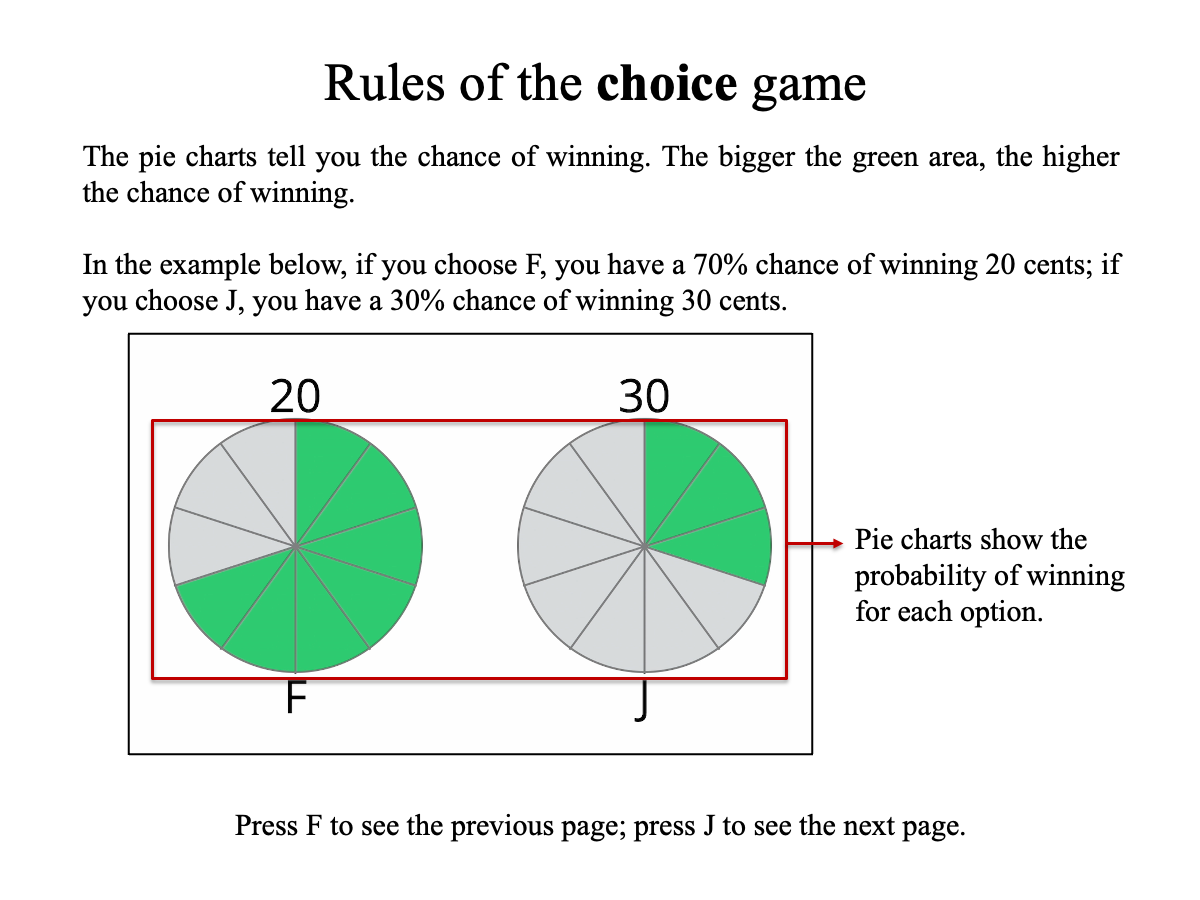 Rules of the choice game
The pie charts tell you the chance of winning. The bigger the green area, the higher
the chance of winning.
In the example below, if you choose F, you have a 70% chance of winning 20 cents; if
you choose J, you have a 30% chance of winning 30 cents.
20
30
Pie charts show the
probability of winning
for each option.
F
J
Press F to see the previous page; press J to see the next page.